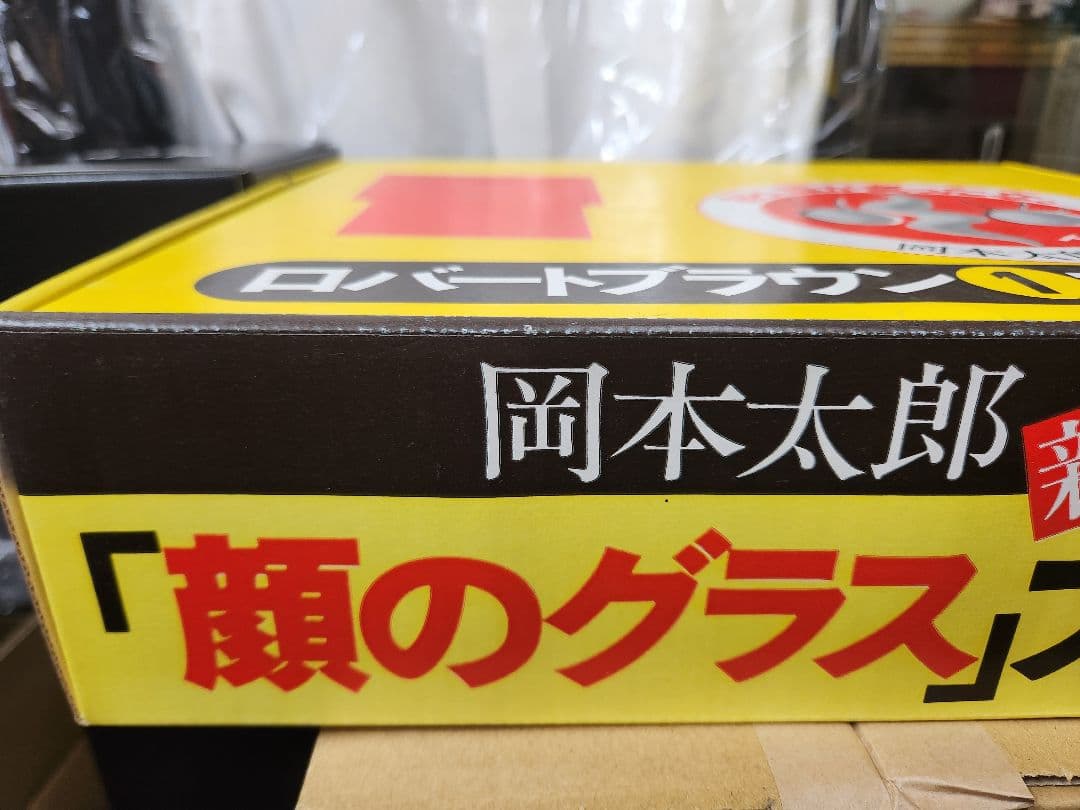 ロバートブラウン
岡本太郎
「顔のグラス」